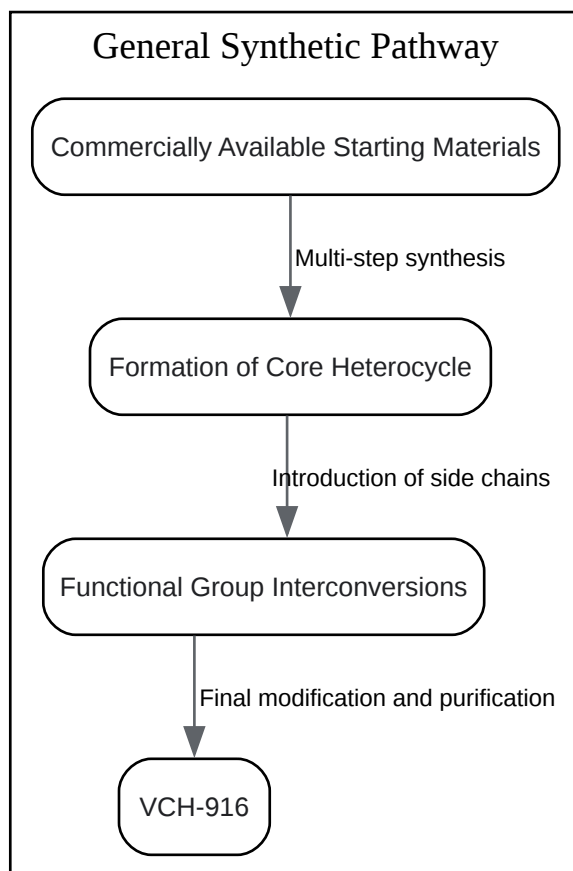 General Synthetic Pathway
Commercially Available Starting Materials
Multi-step synthesis
Formation of Core Heterocycle
Introduction of side chains
Functional Group Interconversions
Final modification and purification
VCH-916